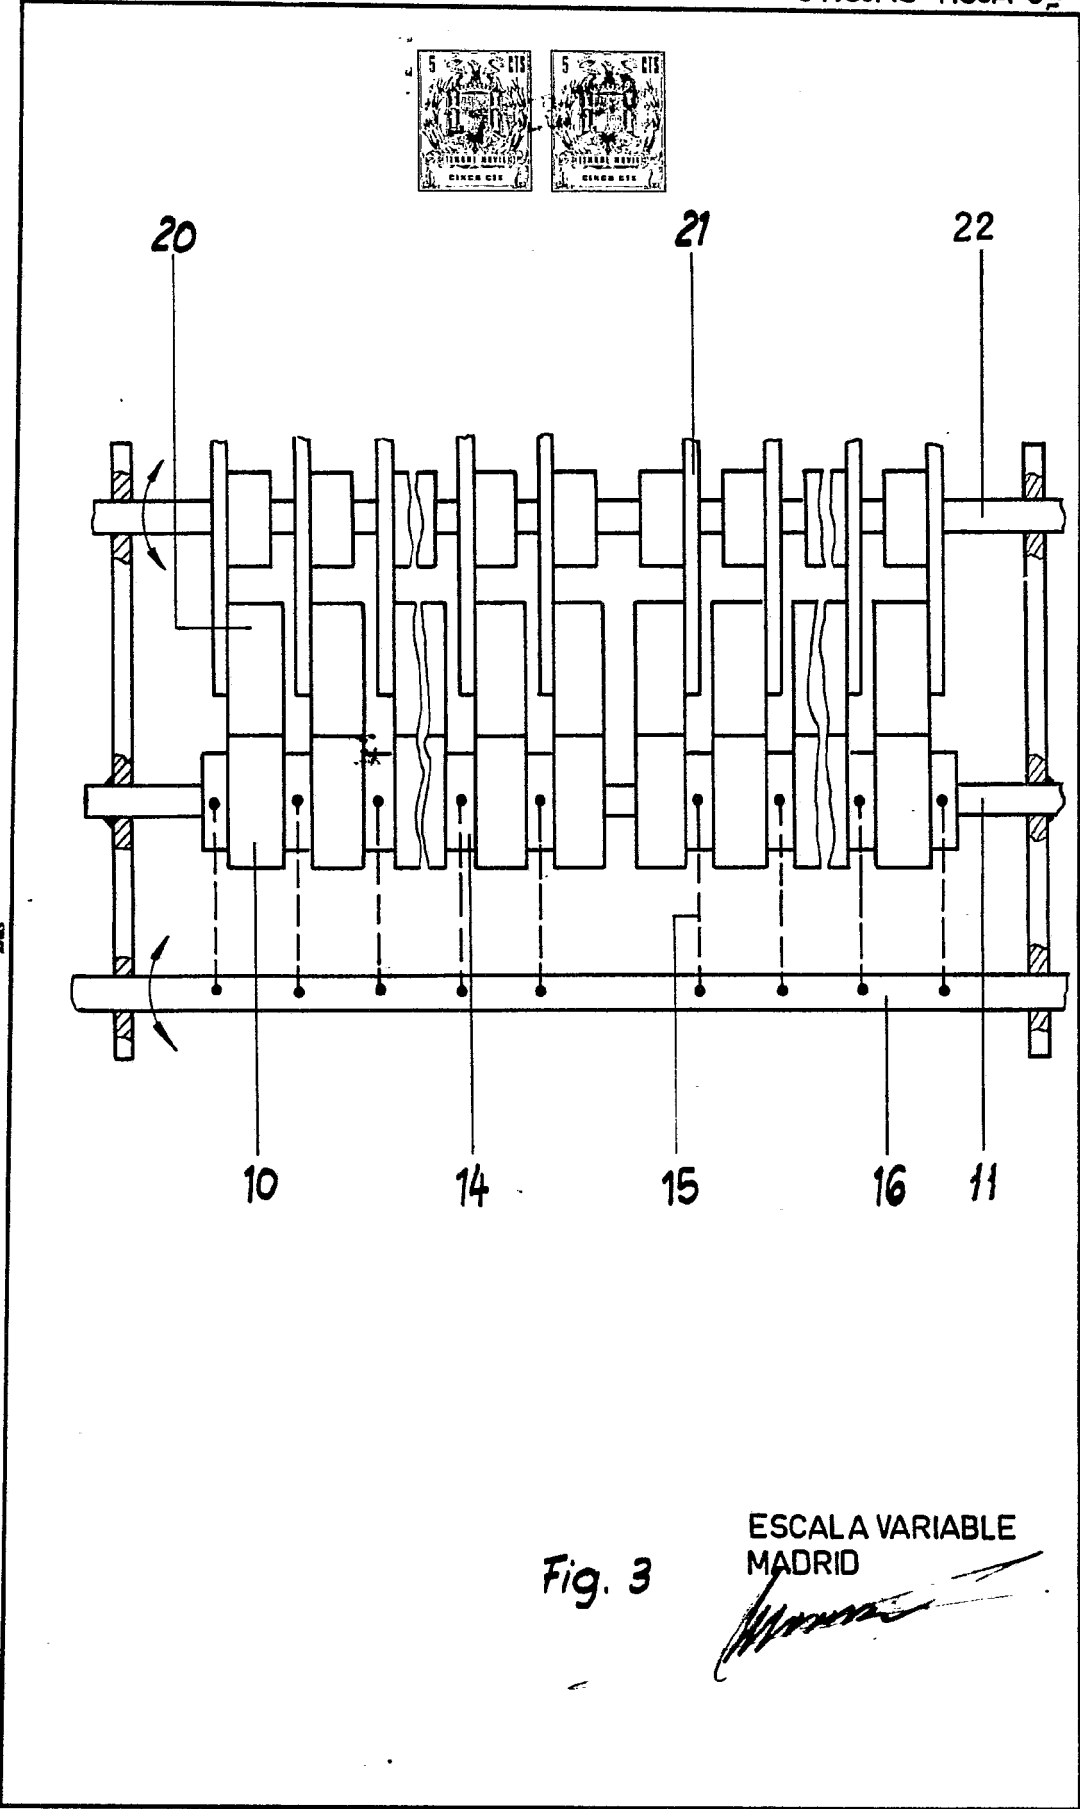 5 CTS 5 CTS
CINCO CTS CINCO CTS
20 21 22
10 14 15 16 11
ESCALA VARIABLE
Fig. 3 MADRID